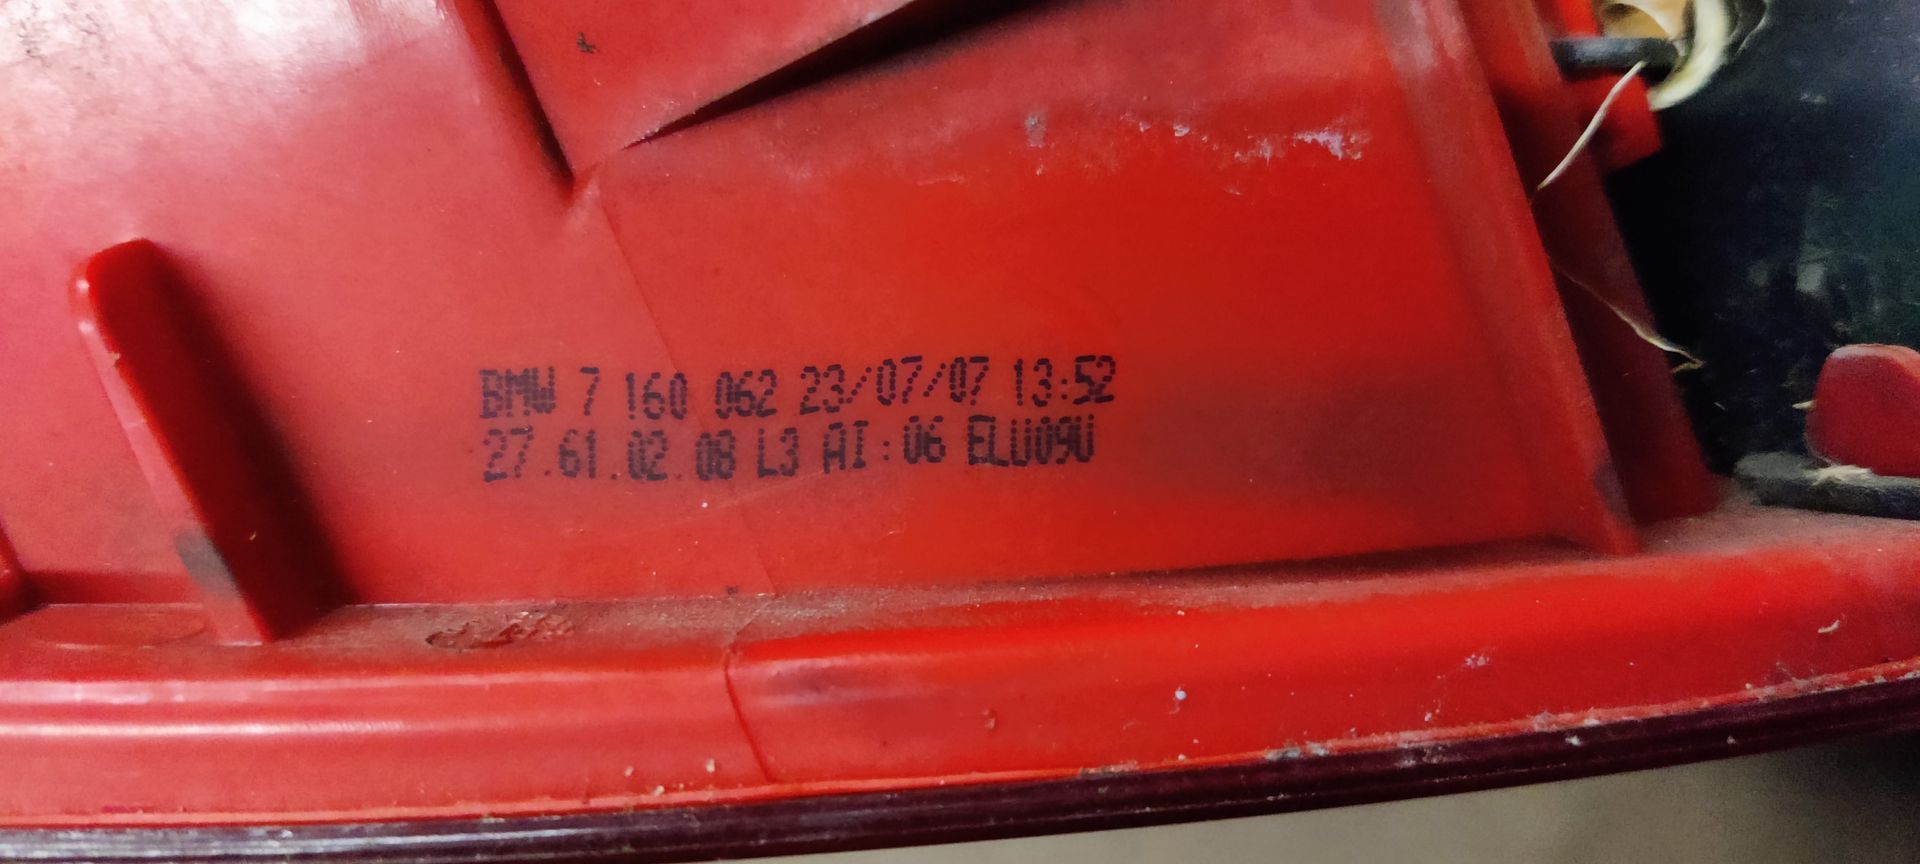 BMW 7 160 062 23/07/07 13:52
27.61.02.08 L3 AI:06 ELU09U